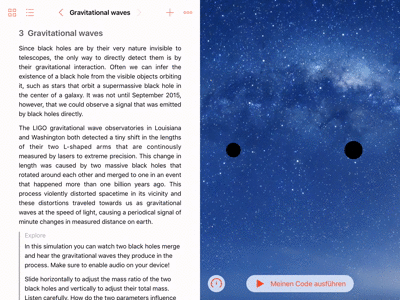 Gravitational waves
3 Gravitational waves
Since black holes are by their very nature invisible to
telescopes, the only way to directly detect them is by
their gravitational interaction. Often we can infer the
existence of a black hole from the visible objects orbiting
it, such as stars that orbit a supermassive black hole in
the center of a galaxy. It was not until September 2015,
however, that we could observe a signal that was emitted
by black holes directly.
The LIGO gravitational wave observatories in Louisiana
and Washington both detected a tiny shift in the lengths
of their two L-shaped arms that are continously
measured by lasers to extreme precision. This change in
length was caused by two massive black holes that
rotated around each other and merged to one in an event
that happened more than one billion years ago. This
process violently distorted spacetime in its vicinity and
these distortions traveled towards us as gravitational
waves at the speed of light, causing a periodical signal of
minute changes in measured distance on earth.
Explore
In this simulation you can watch two black holes merge
and hear the gravitational waves they produce in the
process. Make sure to enable audio on your device!
Slide horizontally to adjust the mass ratio of the two
black holes and vertically to adjust their total mass.
Listen carefully. How do the two parameters influence
Meinen Code ausführen